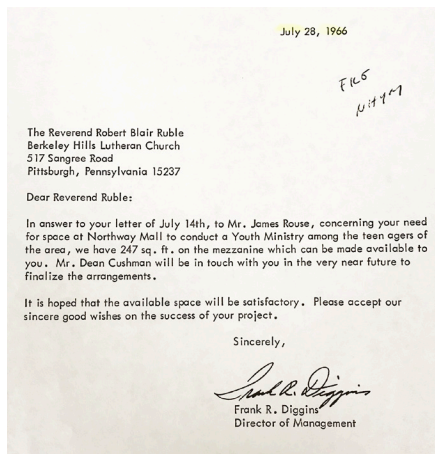 July 28, 1966
The Reverend Robert Blair Ruble
Berkeley Hills Lutheran Church
517 Sangree Road
Pittsburgh, Pennsylvania 15237
Dear Reverend Ruble:
In answer to your letter of July 14th, to Mr. James Rouse, concerning your need
for space at Northway Mall to conduct a Youth Ministry among the teen agers of
the area, we have 247 sq. ft. on the mezzanine which can be made available to
you. Mr. Dean Cushman will be in touch with you in the very near future to
finalize the arrangements.
It is hoped that the available space will be satisfactory. Please accept our
sincere good wishes on the success of your project.
Sincerely,
Frank R. Diggins
Frank R. Diggins
Director of Management